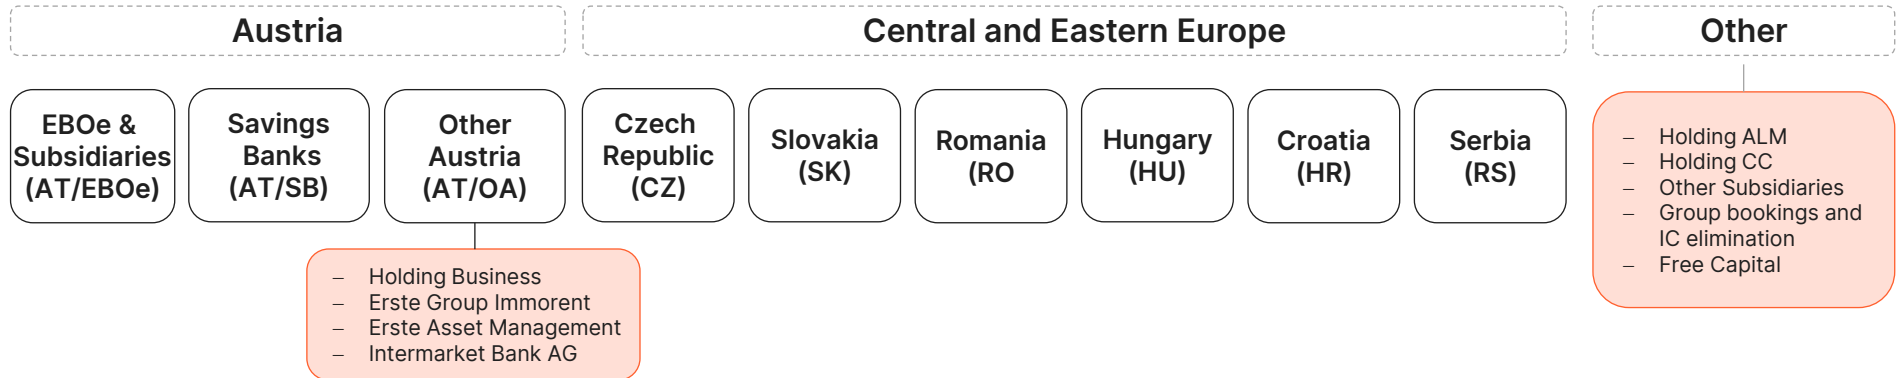 Austria
Central and Eastern Europe
Other
EBOe &
Subsidiaries
(AT/EBOe)
Savings
Banks
(AT/SB)
Other
Austria
(AT/OA)
Czech
Republic
(CZ)
Slovakia
(SK)
Romania
(RO
Hungary
(HU)
Croatia
(HR)
Serbia
(RS)
– Holding Business
– Erste Group Immorent
– Erste Asset Management
– Intermarket Bank AG
– Holding ALM
– Holding CC
– Other Subsidiaries
– Group bookings and
IC elimination
– Free Capital